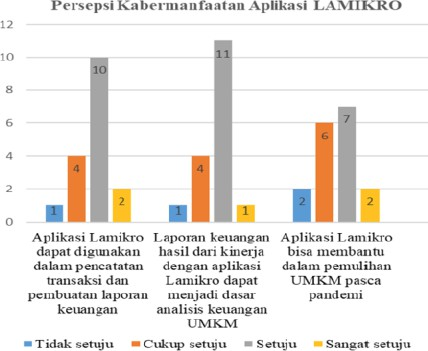 Persepsi Kabermanfaatan Aplikasi LAMIKRO
12
10
8
6
4
2
0
1
4
10
2
1
4
11
1
2
6
7
2
Aplikasi Lamikro
dapat digunakan
dalam pencatatan
transaksi dan
pembuatan laporan
keuangan
Laporan keuangan
hasil dari kinerja
dengan aplikasi
Lamikro dapat
menjadi dasar
analisis keuangan
UMKM
Aplikasi Lamikro
bisa membantu
dalam pemulihan
UMKM pasca
pandemi
Tidak setuju
Cukup setuju
Setuju
Sangat setuju